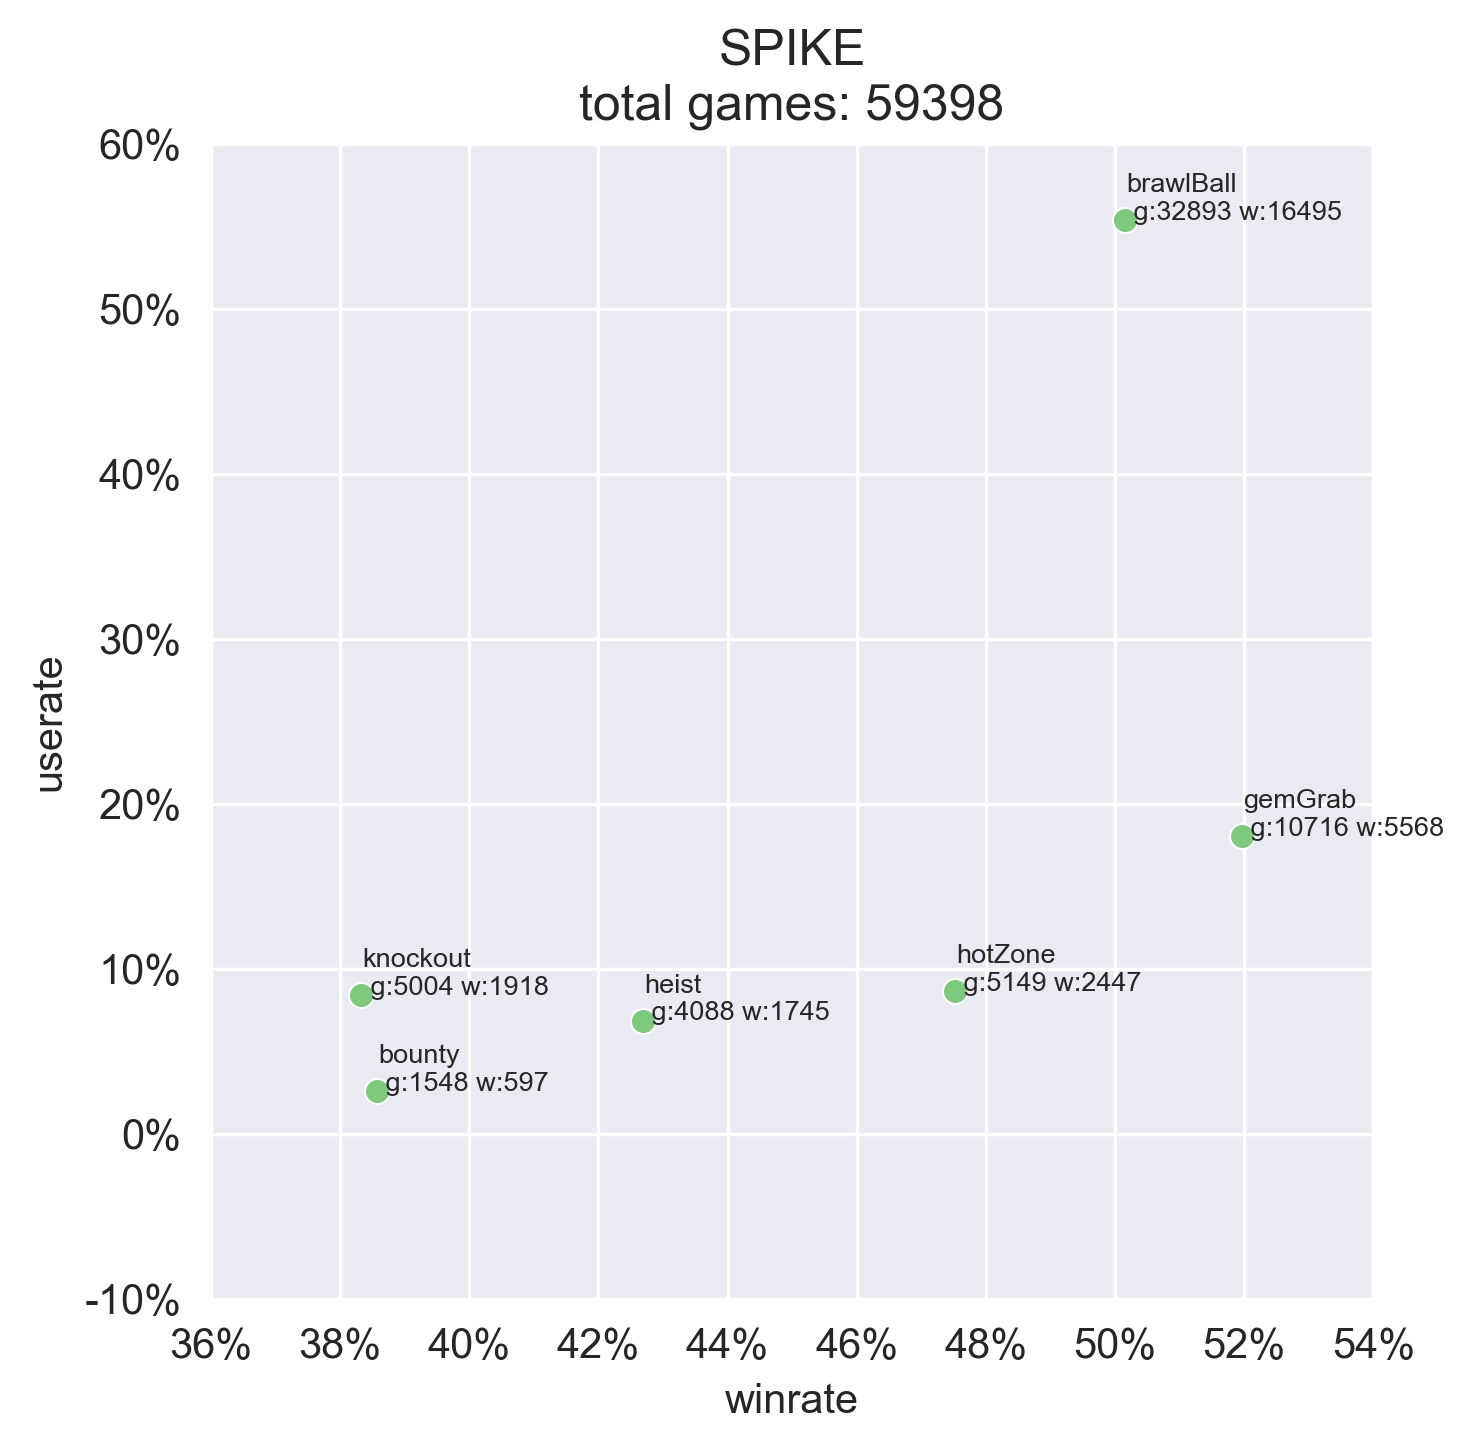 SPIKE
total games: 59398
60%
brawlBall
g:32893 w:16495
50%
40%
30%
userate
20%
gemGrab
g:10716 w:5568
10%
knockout
g:5004 w:1918
heist
g:4088 w:1745
hotZone
g:5149 w:2447
bounty
g:1548 w:597
0%
-10%
36% 38% 40% 42% 44% 46% 48% 50% 52% 54%
winrate